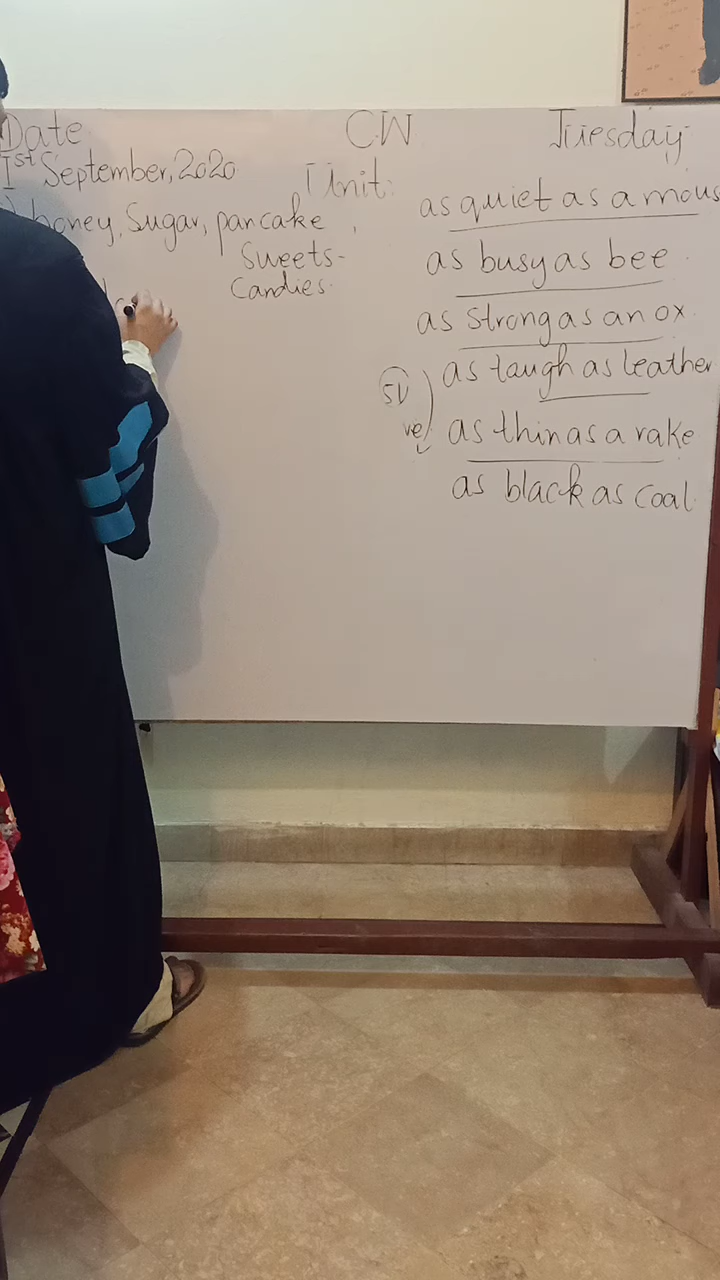 Date CW Tuesday
1st September, 2020 Unit:
honey, Sugar, pancake,
Sweets-
Candies.
as quiet as a mous
as busy as bee.
as strong as an ox.
as taugh as leather
as thin as a rake
as black as coal.